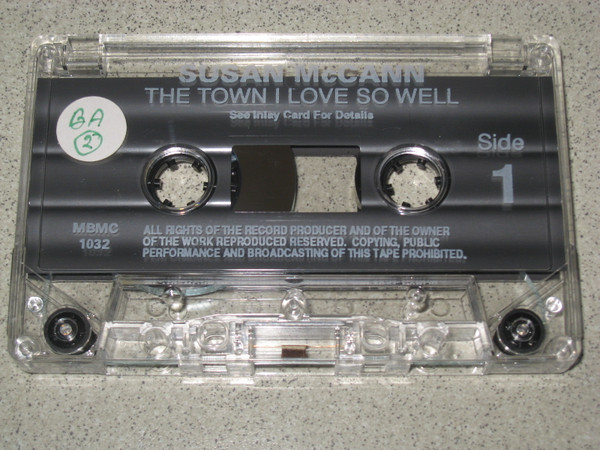 SUSAN McCANN
THE TOWN I LOVE SO WELL
See Inlay Card For Details
BA
2
Side
1
MBMC
1032
ALL RIGHTS OF THE RECORD PRODUCER AND OF THE OWNER
OF THE WORK REPRODUCED RESERVED. COPYING, PUBLIC
PERFORMANCE AND BROADCASTING OF THIS TAPE PROHIBITED.